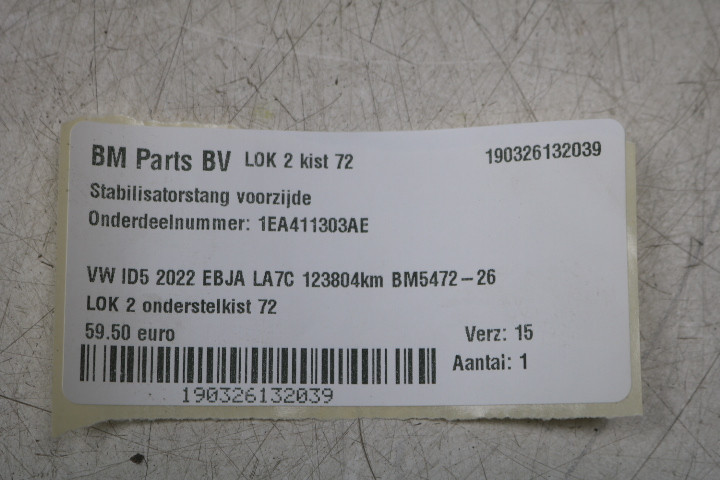 BM Parts BV LOK 2 kist 72 190326132039
Stabilisatorstang voorzijde
Onderdeelnummer: 1EA411303AE
VW ID5 2022 EBJA LA7C 123804km BM5472-26
LOK 2 onderstelkist 72
59.50 euro Verz: 15
Aantal: 1
190326132039